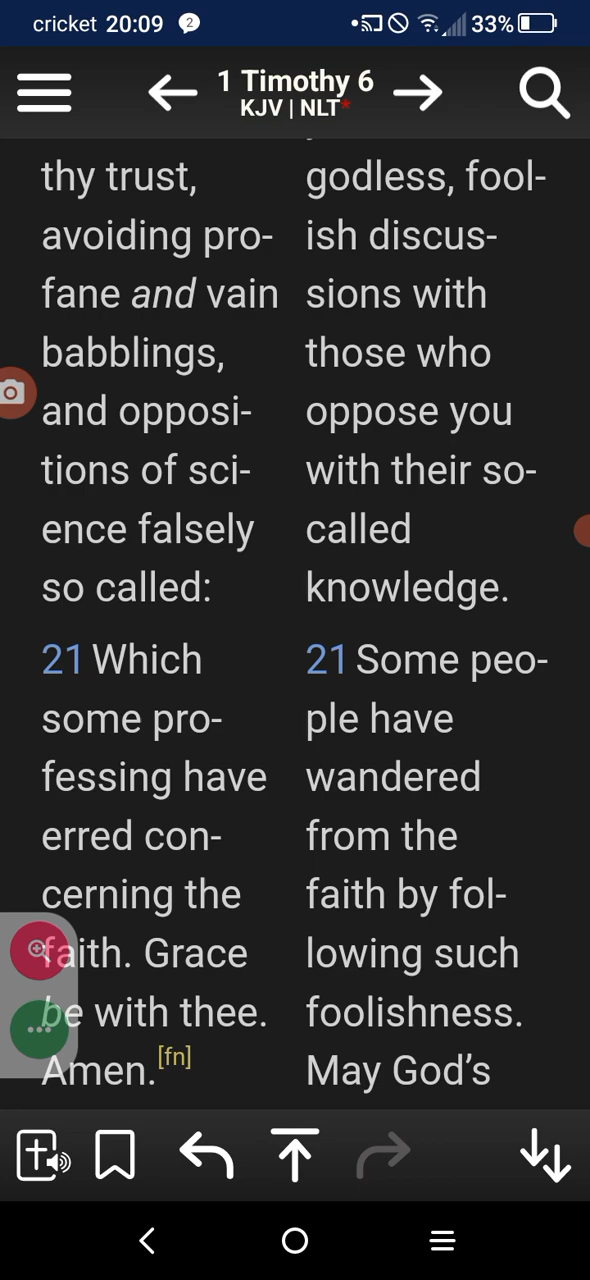 cricket 20:09 2 33%
1 Timothy 6
KJV | NLT*
thy trust,
avoiding pro-
fane and vain
babblings,
and opposi-
tions of sci-
ence falsely
so called:
21 Which
some pro-
fessing have
erred con-
cerning the
faith. Grace
be with thee.
Amen.[fn]
godless, fool-
ish discus-
sions with
those who
oppose you
with their so-
called
knowledge.
21 Some peo-
ple have
wandered
from the
faith by fol-
lowing such
foolishness.
May God’s